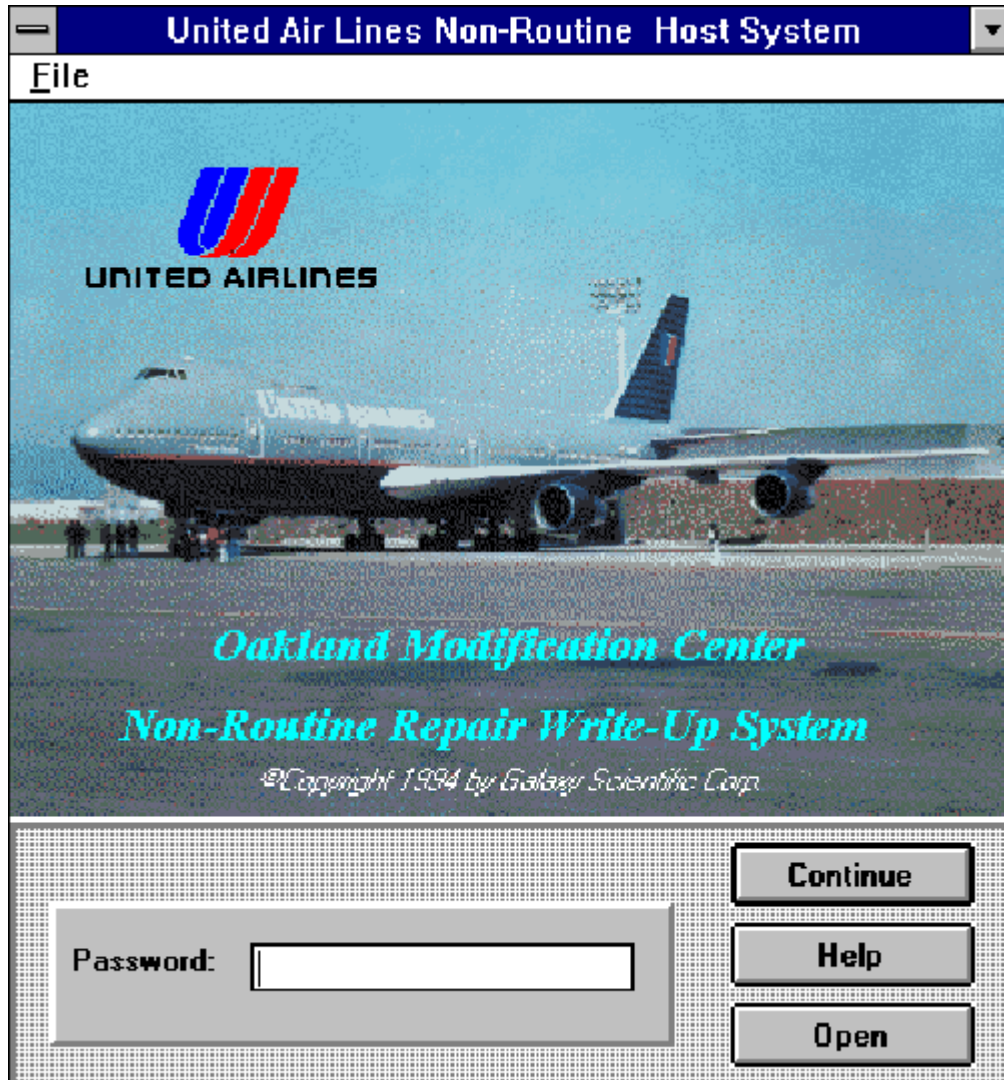 United Air Lines Non-Routine Host System
File
UNITED AIRLINES
Oakland Modification Center
Non-Routine Repair Write-Up System
©Copyright 1994 by Galaxy Scientific Corp.
Continue
Password:
Help
Open